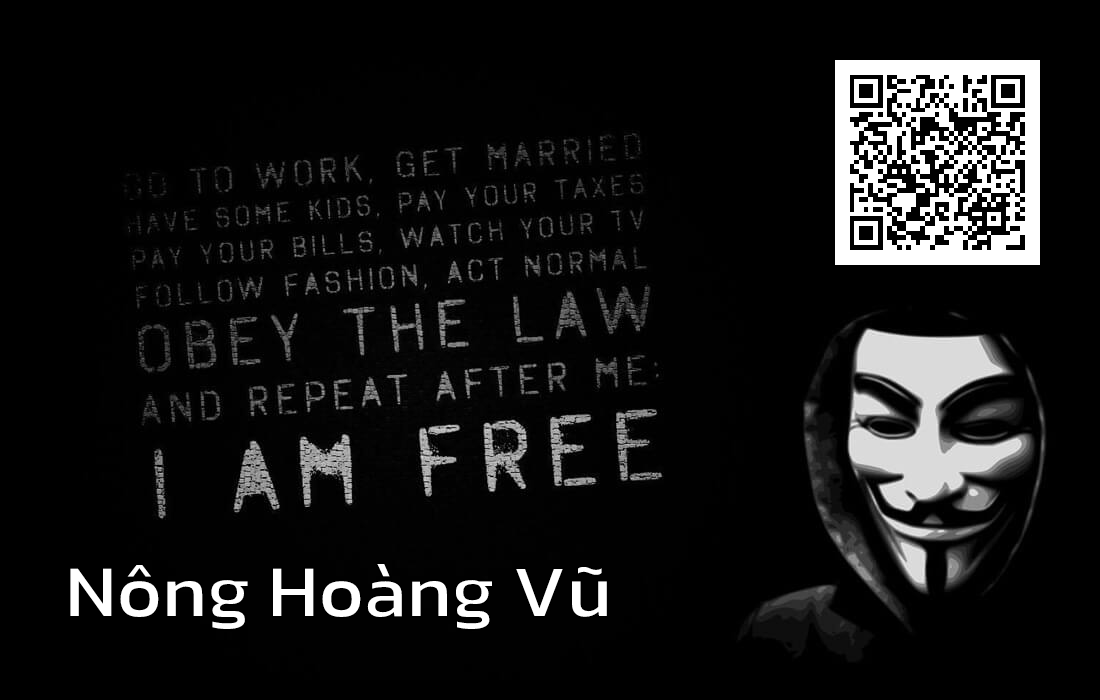 GO TO WORK, GET MARRIED
HAVE SOME KIDS, PAY YOUR TAXES
PAY YOUR BILLS, WATCH YOUR TV
FOLLOW FASHION, ACT NORMAL
OBEY THE LAW
AND REPEAT AFTER ME:
I AM FREE
Nông Hoàng Vũ